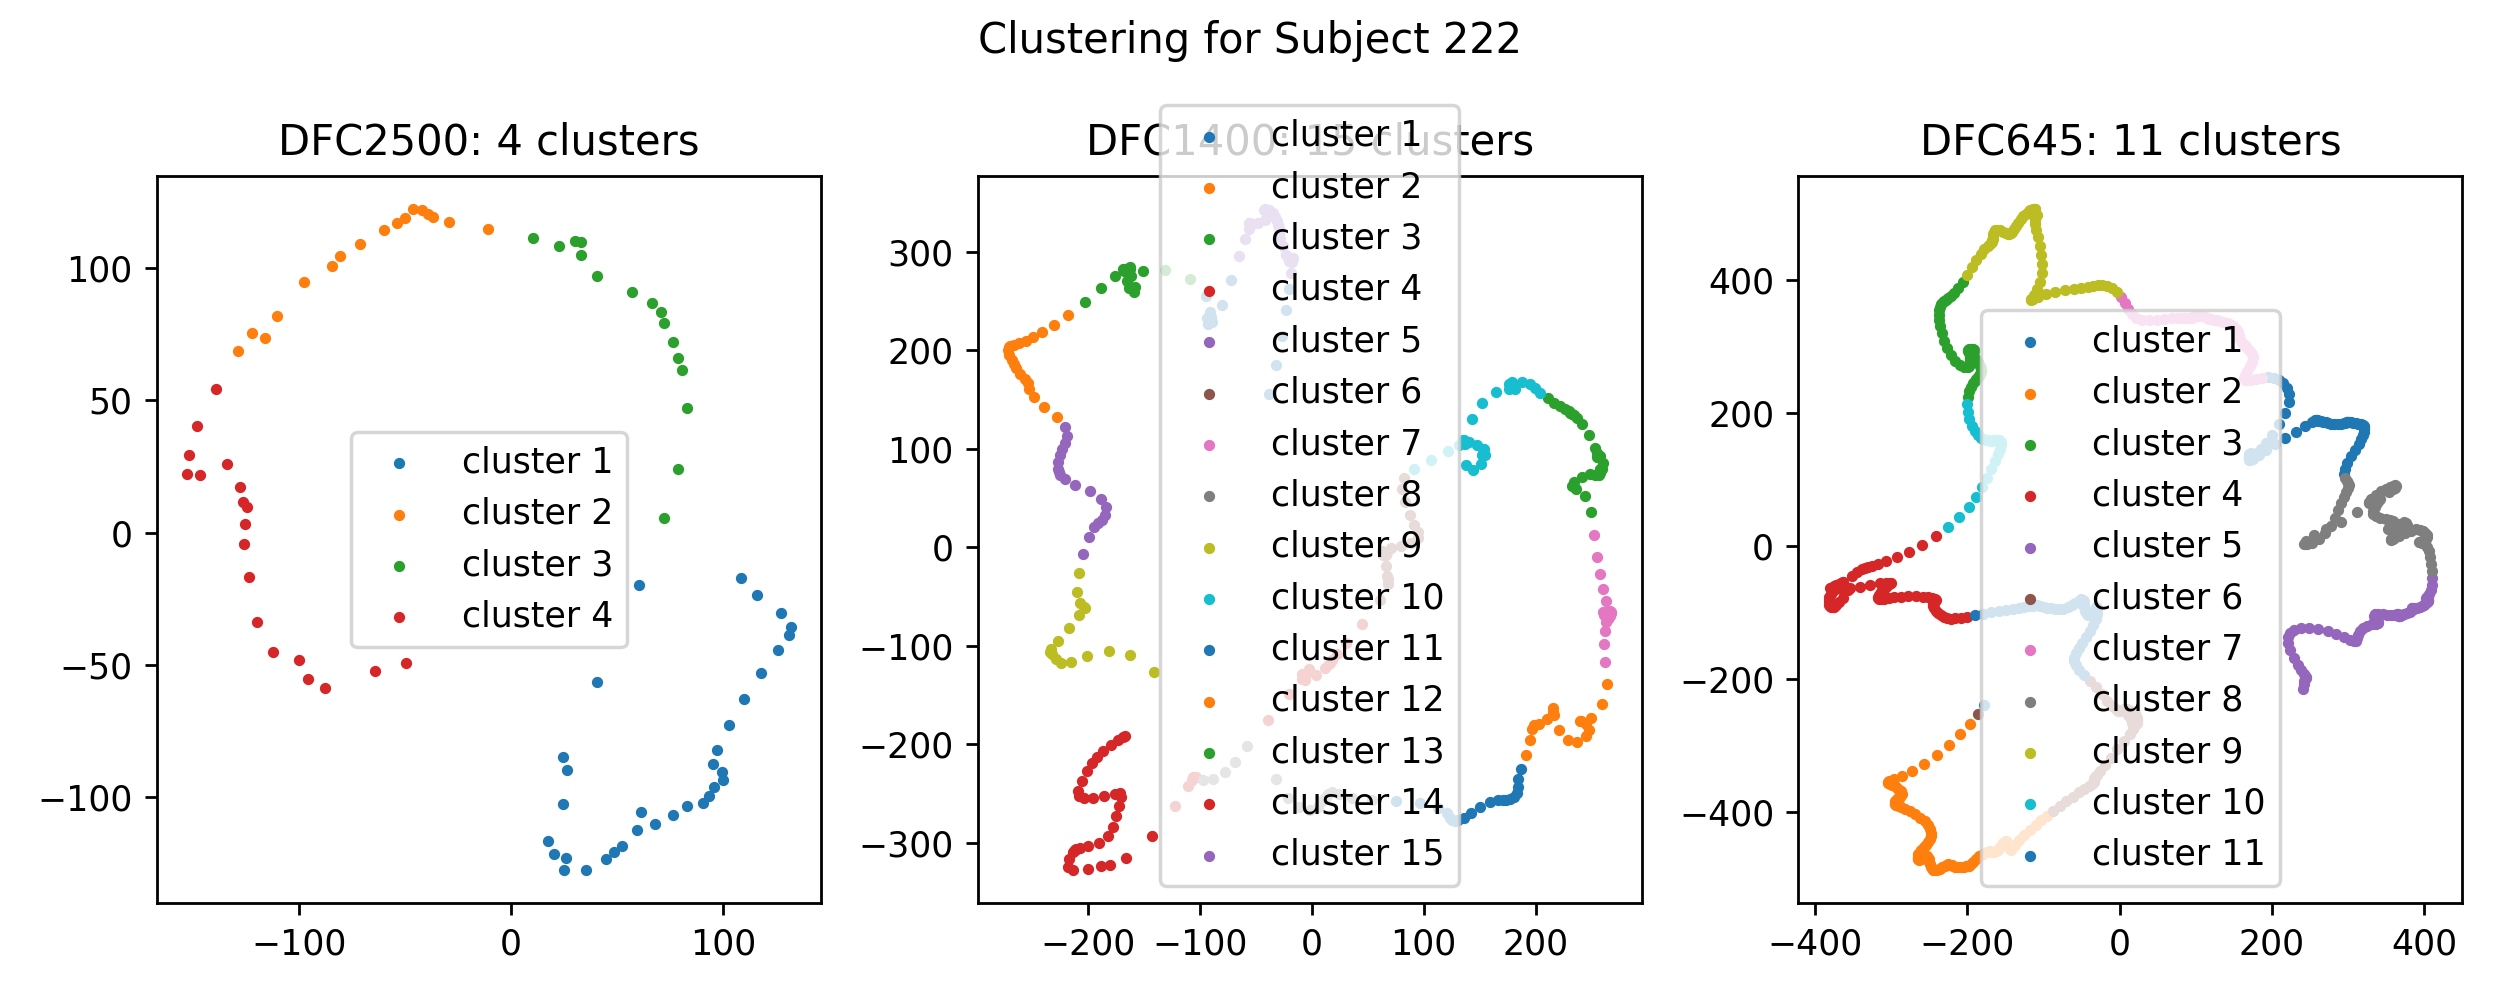 Clustering for Subject 222
DFC2500: 4 clusters
100
50
0
−50
−100
−100
0
100
cluster 1
cluster 2
cluster 3
cluster 4
DFC1400: 15 clusters
300
200
100
0
−100
−200
−300
−200
−100
0
100
200
cluster 1
cluster 2
cluster 3
cluster 4
cluster 5
cluster 6
cluster 7
cluster 8
cluster 9
cluster 10
cluster 11
cluster 12
cluster 13
cluster 14
cluster 15
DFC645: 11 clusters
400
200
0
−200
−400
−400
−200
0
200
400
cluster 1
cluster 2
cluster 3
cluster 4
cluster 5
cluster 6
cluster 7
cluster 8
cluster 9
cluster 10
cluster 11